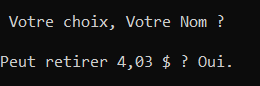 Votre choix, Votre Nom ?
Peut retirer 4,03 $ ? Oui.